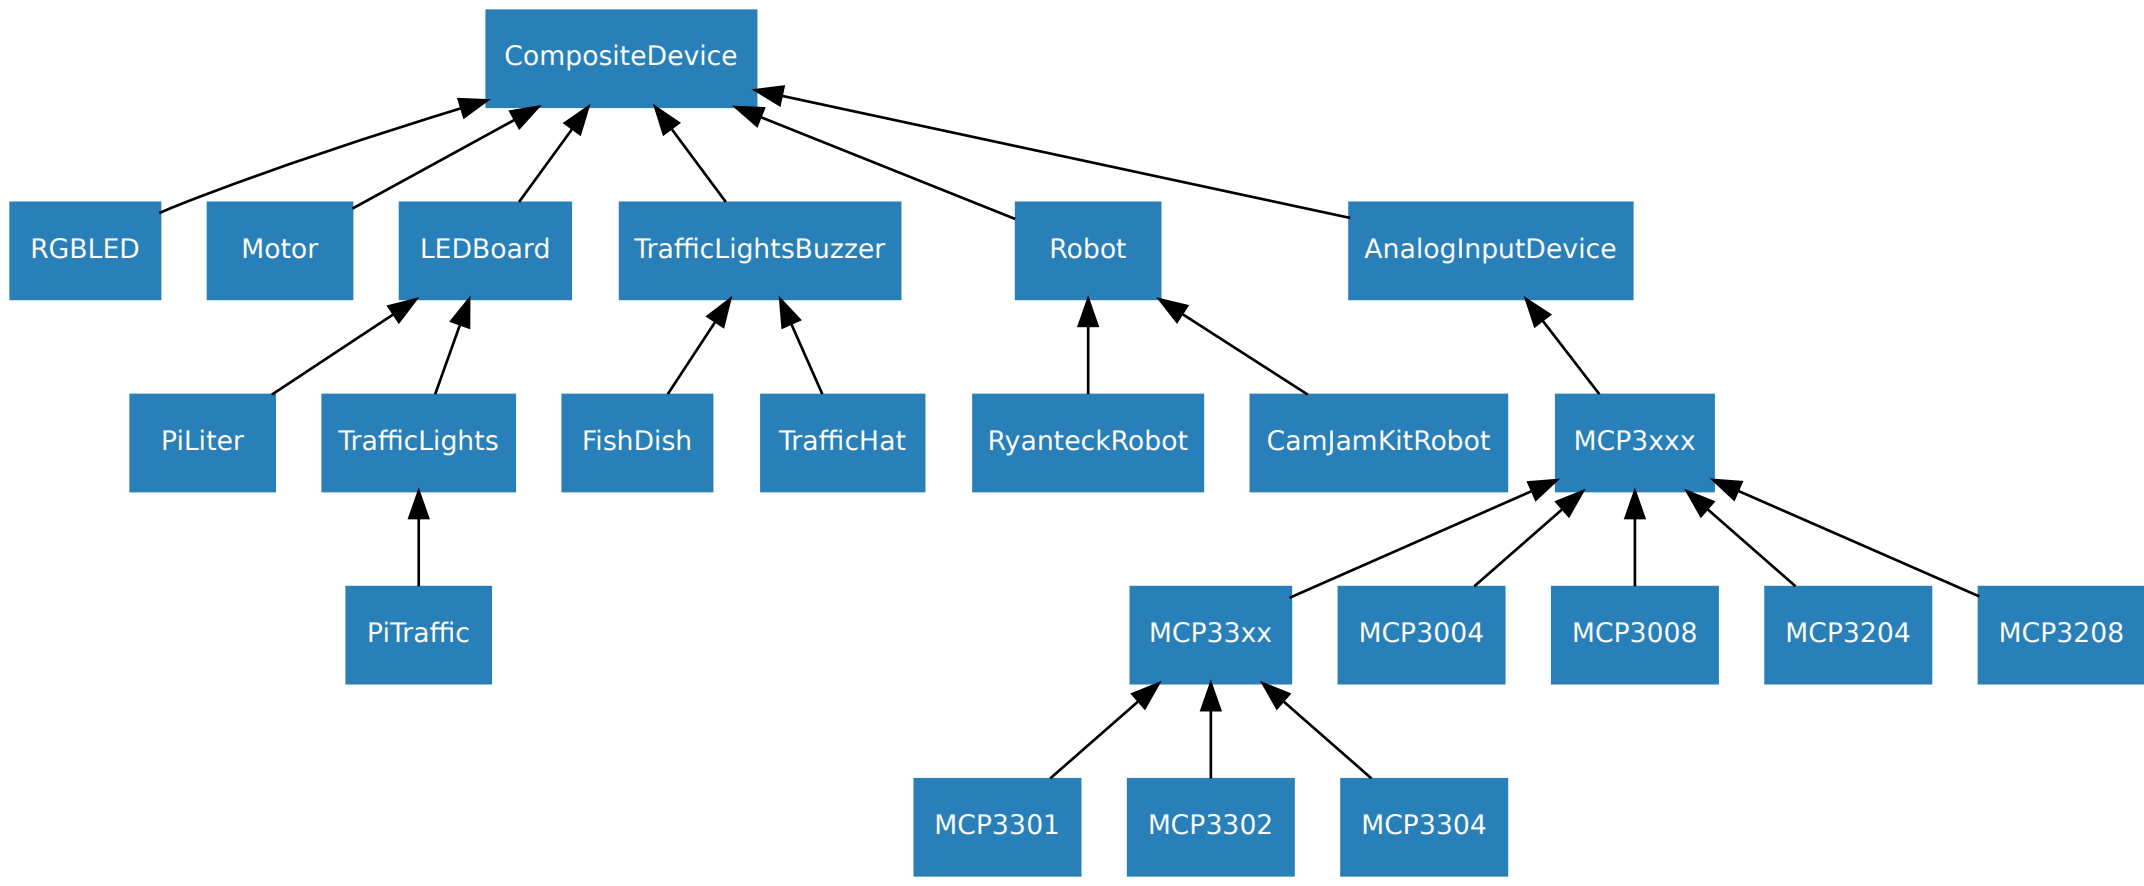 CompositeDevice
RGBLED
Motor
LEDBoard
TrafficLightsBuzzer
Robot
AnalogInputDevice
PiLiter
TrafficLights
FishDish
TrafficHat
RyanteckRobot
CamJamKitRobot
MCP3xxx
PiTraffic
MCP33xx
MCP3004
MCP3008
MCP3204
MCP3208
MCP3301
MCP3302
MCP3304